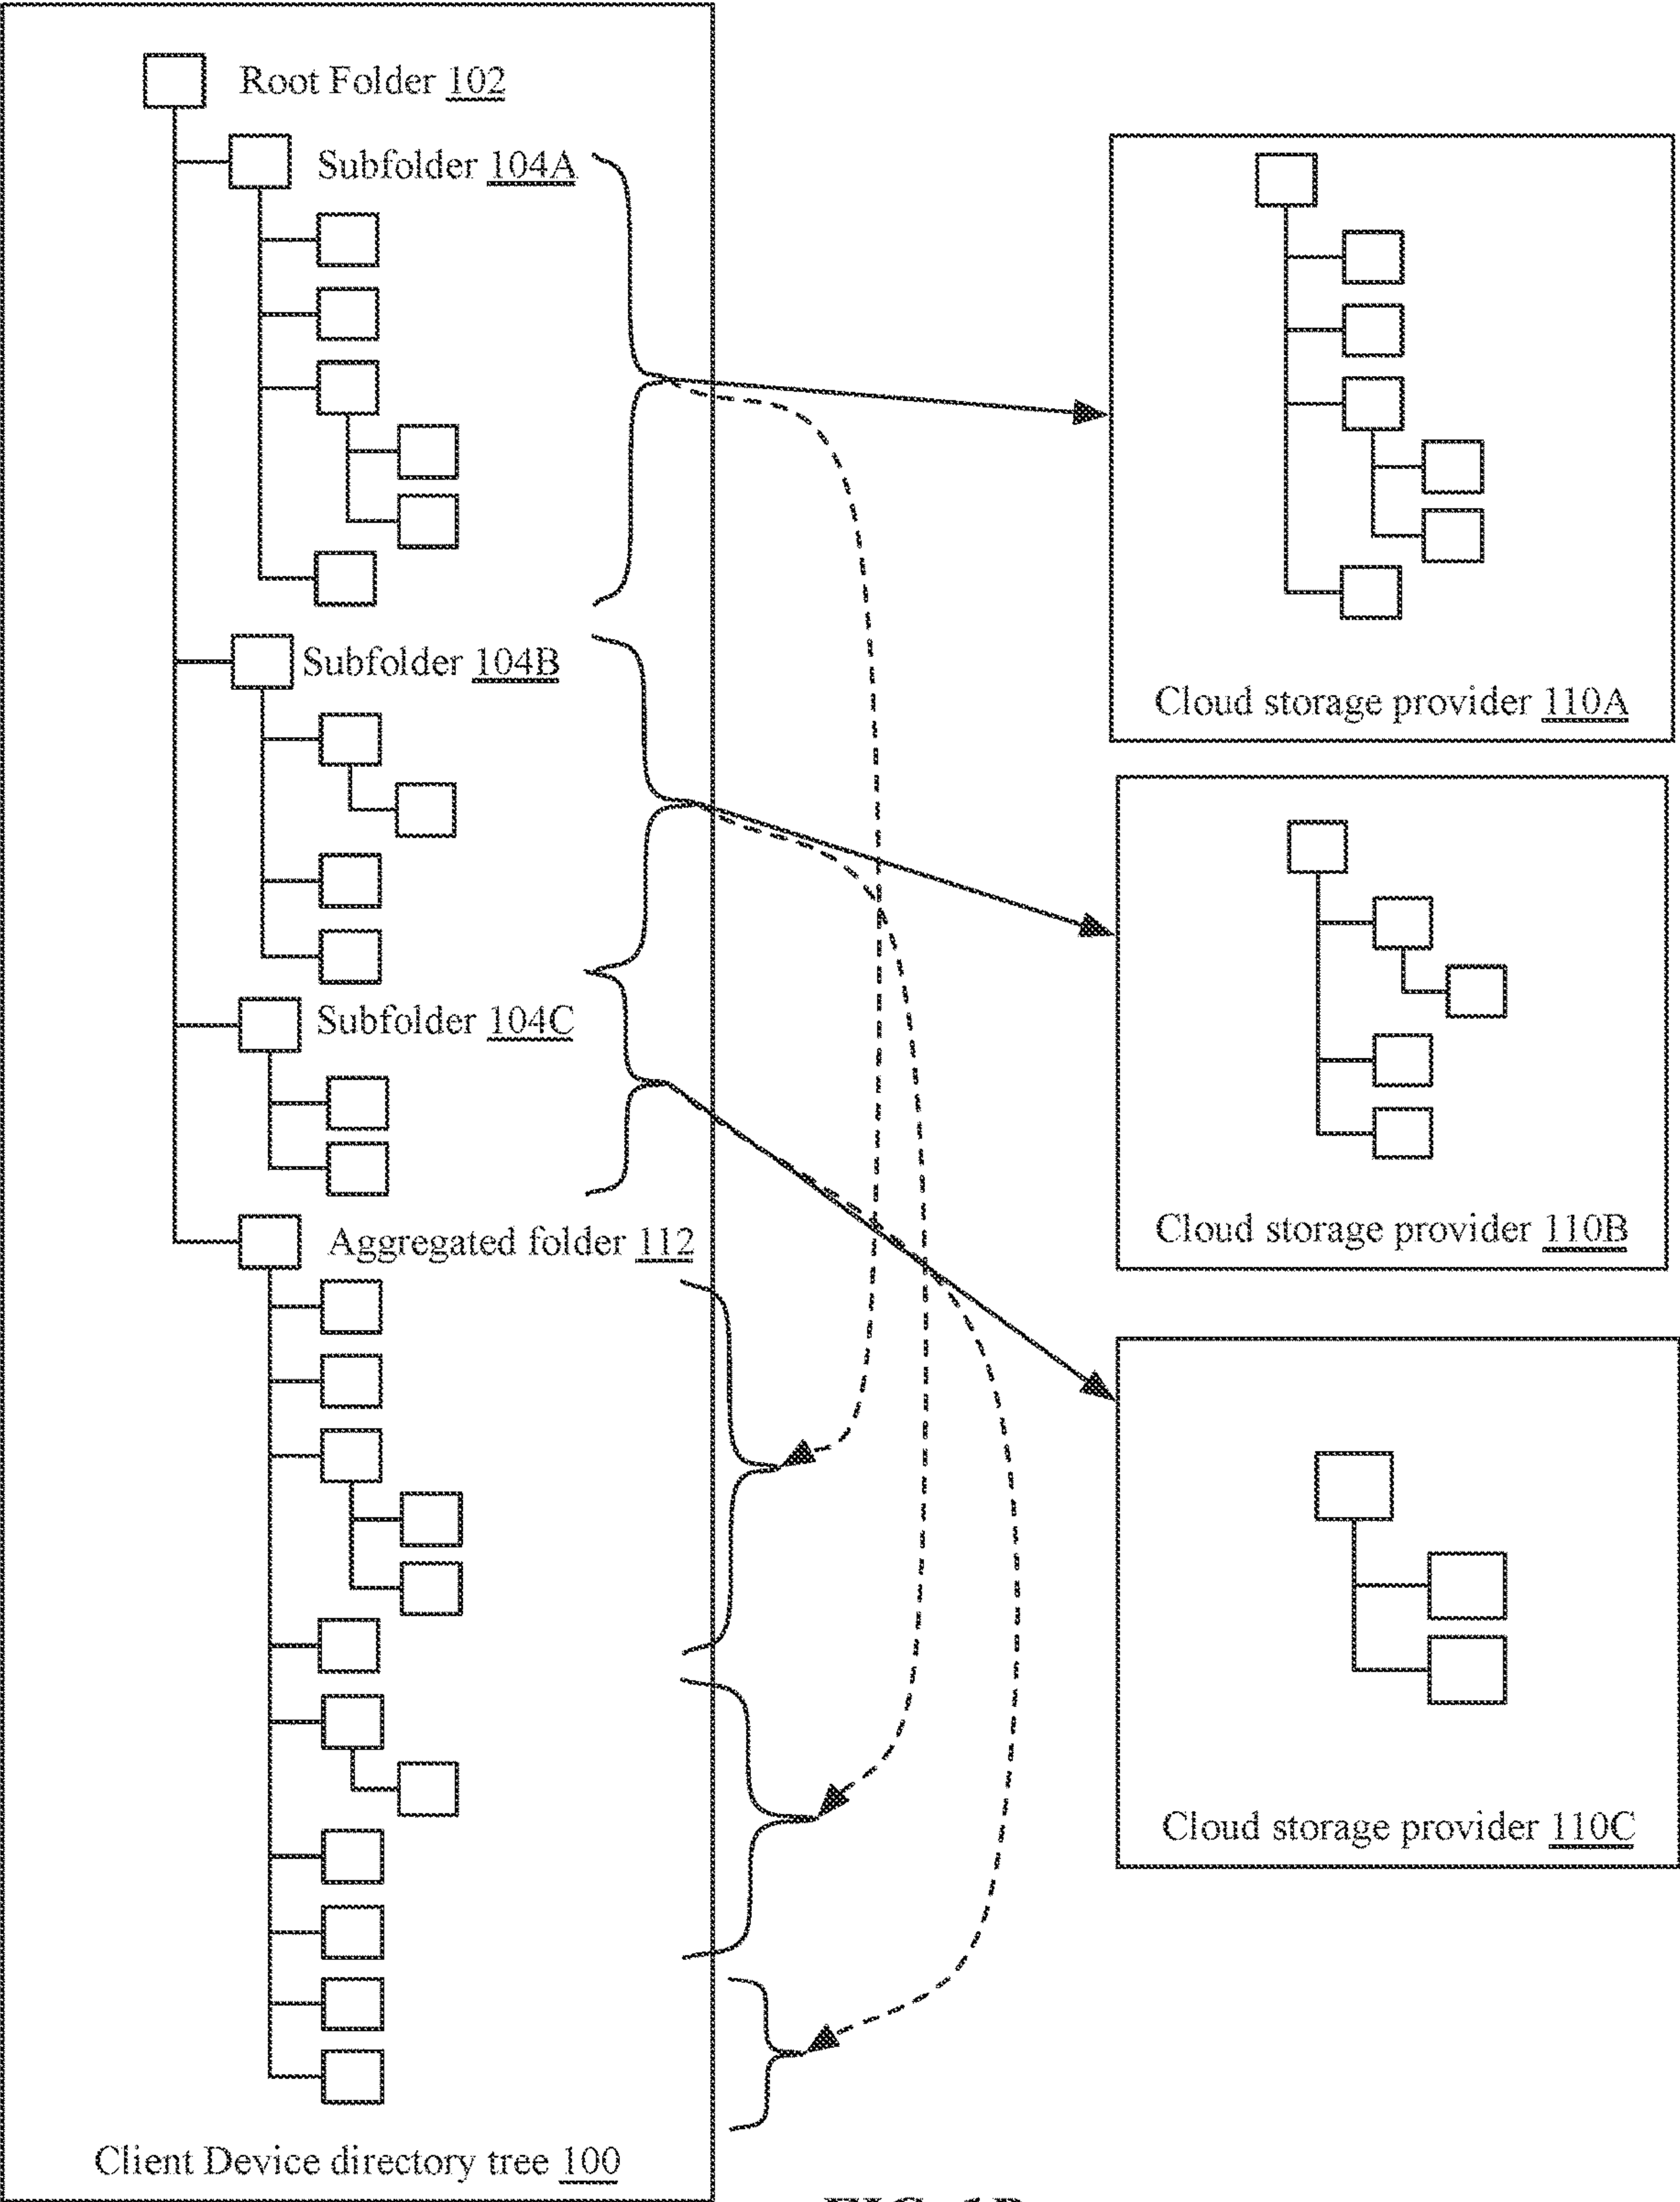 Root Folder 102
Subfolder 104A
Subfolder 104B
Subfolder 104C
Aggregated folder 112
Client Device directory tree 100
Cloud storage provider 110A
Cloud storage provider 110B
Cloud storage provider 110C